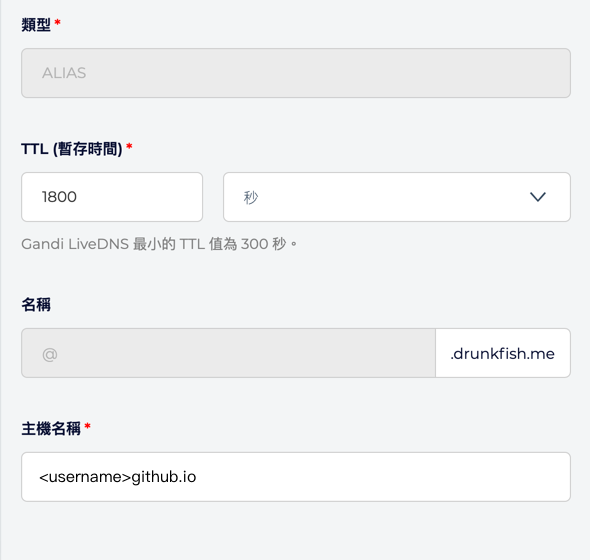 類型 *
ALIAS
TTL (暫存時間) *
1800 秒
Gandi LiveDNS 最小的 TTL 值為 300 秒。
名稱
@ .drunkfish.me
主機名稱 *
<username>github.io